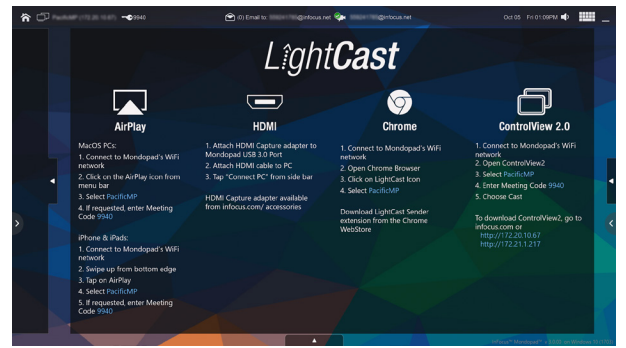 9940
(0) Email to:
@infocus.net
@infocus.net
Oct 05 Fri 01:09PM
LightCast
AirPlay
MacOS PCs:
1. Connect to Mondopad's WiFi
network
2. Click on the AirPlay icon from
menu bar
3. Select PacificMP
4. If requested, enter Meeting
Code 9940
iPhone & iPads:
1. Connect to Mondopad's WiFi
network
2. Swipe up from bottom edge
3. Tap on AirPlay
4. Select PacificMP
5. If requested, enter Meeting
Code 9940
HDMI
1. Attach HDMI Capture adapter to
Mondopad USB 3.0 Port
2. Attach HDMI cable to PC
3. Tap "Connect PC" from side bar
HDMI Capture adapter available
from infocus.com/ accessories
Chrome
1. Connect to Mondopad's WiFi
network
2. Open Chrome Browser
3. Click on LightCast Icon
4. Select PacificMP
Download LightCast Sender
extension from the Chrome
WebStore
ControlView 2.0
1. Connect to Mondopad's WiFi
network
2. Open ControlView2
3. Select PacificMP
4. Enter Meeting Code 9940
5. Choose Cast
To download ControlView2, go to
infocus.com or
http://172.20.10.67
http://172.21.1.217